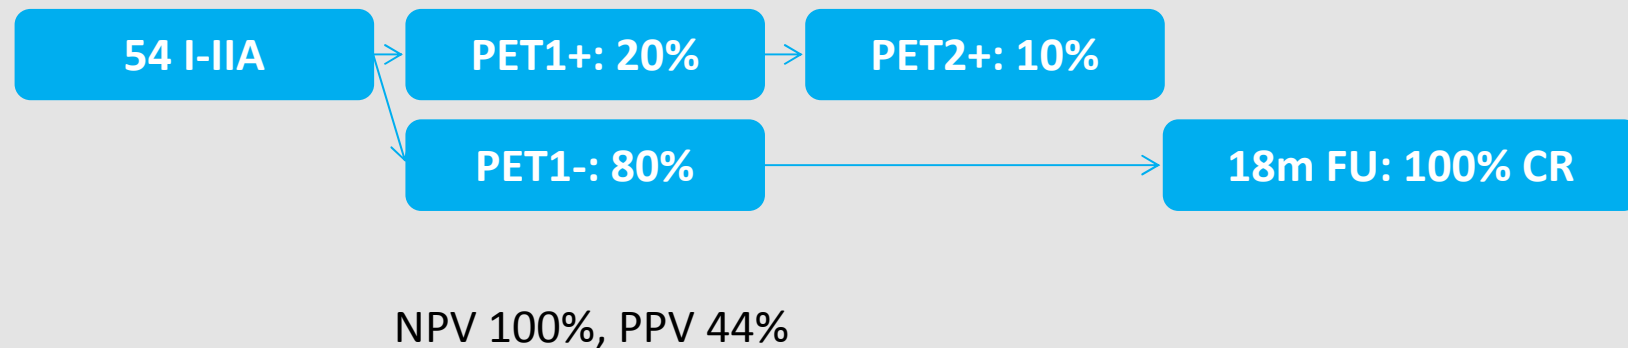 54 I-IIA
PET1+: 20%
PET2+: 10%
PET1-: 80%
18m FU: 100% CR
NPV 100%, PPV 44%